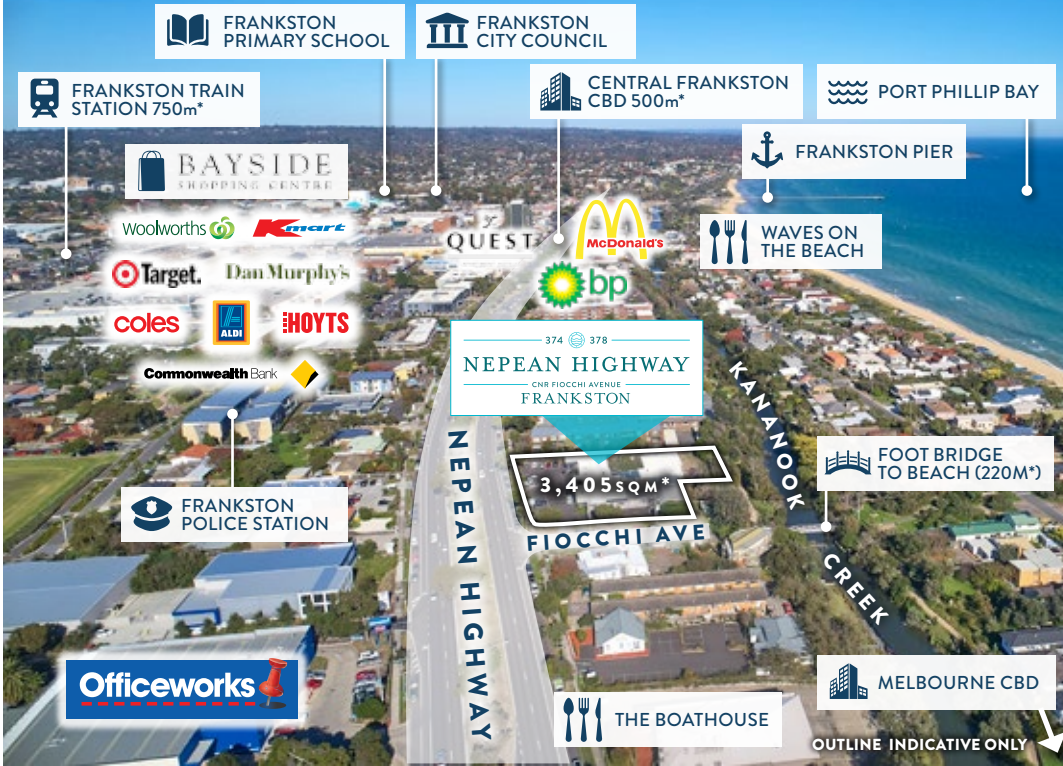 FRANKSTON
PRIMARY SCHOOL
FRANKSTON
CITY COUNCIL
FRANKSTON TRAIN
STATION 750m*
CENTRAL FRANKSTON
CBD 500m*
PORT PHILLIP BAY
FRANKSTON PIER
BAYSIDE
SHOPPING CENTRE
Woolworths
Kmart
QUEST
McDonald's
WAVES ON
THE BEACH
Target.
Dan Murphy's
bp
coles
ALDI
HOYTS
374 378
NEPEAN HIGHWAY
CNR FIOCCHI AVENUE
FRANKSTON
CommonwealthBank
KANANOOK
CREEK
NEPEAN HIGHWAY
3,405SQM*
FIOCCHI AVE
FOOT BRIDGE
TO BEACH (220M*)
FRANKSTON
POLICE STATION
Officeworks
THE BOATHOUSE
MELBOURNE CBD
OUTLINE INDICATIVE ONLY